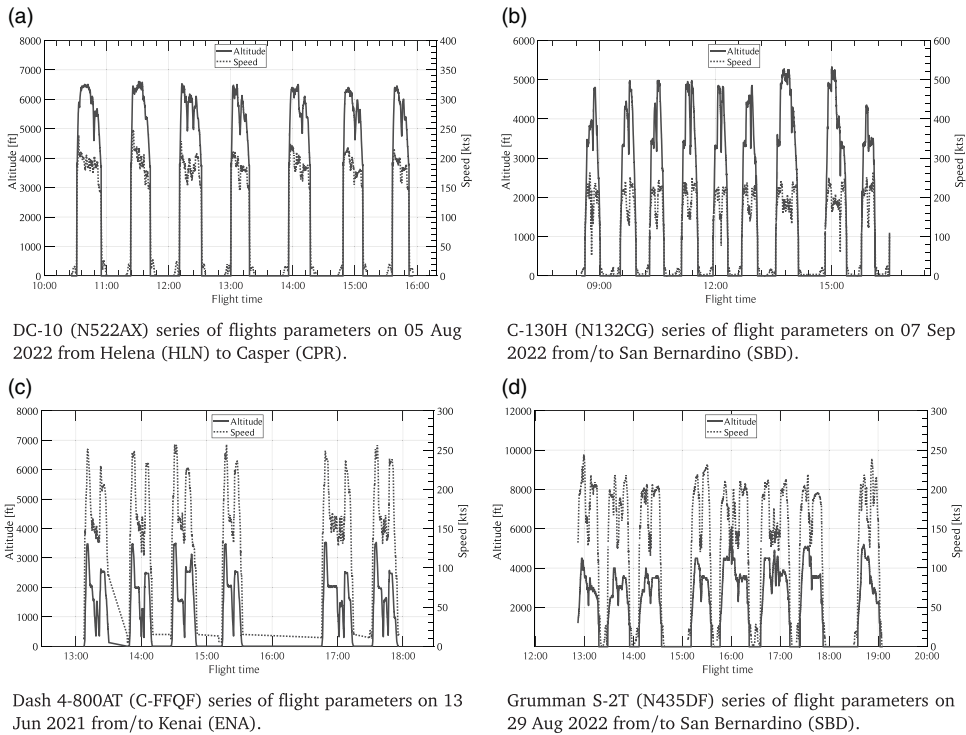 (a)
8000
7000
6000
5000
4000
3000
2000
1000
0
Altitude [ft]
400
350
300
250
200
150
100
50
0
Speed [kts]
Altitude
Speed
10:00 11:00 12:00 13:00 14:00 15:00 16:00
Flight time
DC-10 (N522AX) series of flights parameters on 05 Aug
2022 from Helena (HLN) to Casper (CPR).
(b)
6000
5000
4000
3000
2000
1000
0
Altitude [ft]
600
500
400
300
200
100
0
Speed [kts]
Altitude
Speed
09:00 12:00 15:00
Flight time
C-130H (N132CG) series of flight parameters on 07 Sep
2022 from/to San Bernardino (SBD).
(c)
8000
7000
6000
5000
4000
3000
2000
1000
0
Altitude [ft]
300
250
200
150
100
50
0
Speed [kts]
Altitude
Speed
13:00 14:00 15:00 16:00 17:00 18:00
Flight time
Dash 4-800AT (C-FFQF) series of flight parameters on 13
Jun 2021 from/to Kenai (ENA).
(d)
12000
10000
8000
6000
4000
2000
Altitude [ft]
300
250
200
150
100
50
0
Speed [kts]
Altitude
Speed
12:00 13:00 14:00 15:00 16:00 17:00 18:00 19:00 20:00
Flight time
Grumman S-2T (N435DF) series of flight parameters on
29 Aug 2022 from/to San Bernardino (SBD).